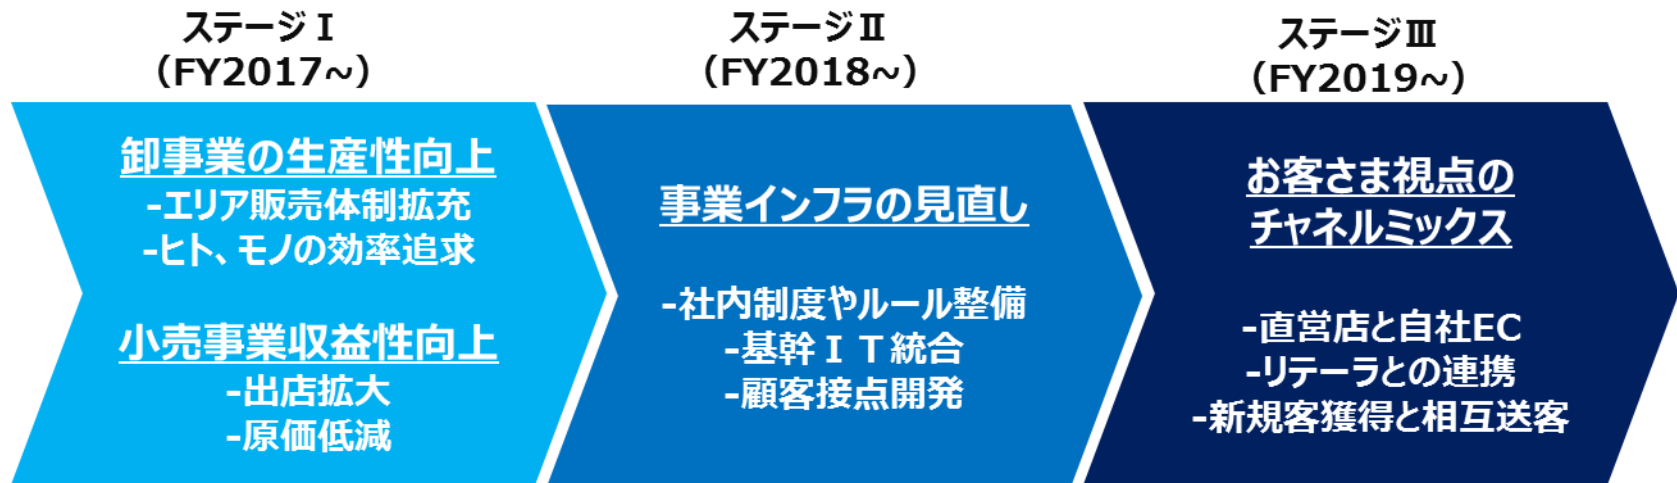 ステージⅠ
（FY2017~）
卸事業の生産性向上
-エリア販売体制拡充
-ヒト、モノの効率追求
小売事業収益性向上
-出店拡大
-原価低減
ステージⅡ
（FY2018~）
事業インフラの見直し
-社内制度やルール整備
-基幹ＩＴ統合
-顧客接点開発
ステージⅢ
（FY2019~）
お客さま視点の
チャネルミックス
-直営店と自社EC
-リテーラとの連携
-新規客獲得と相互送客